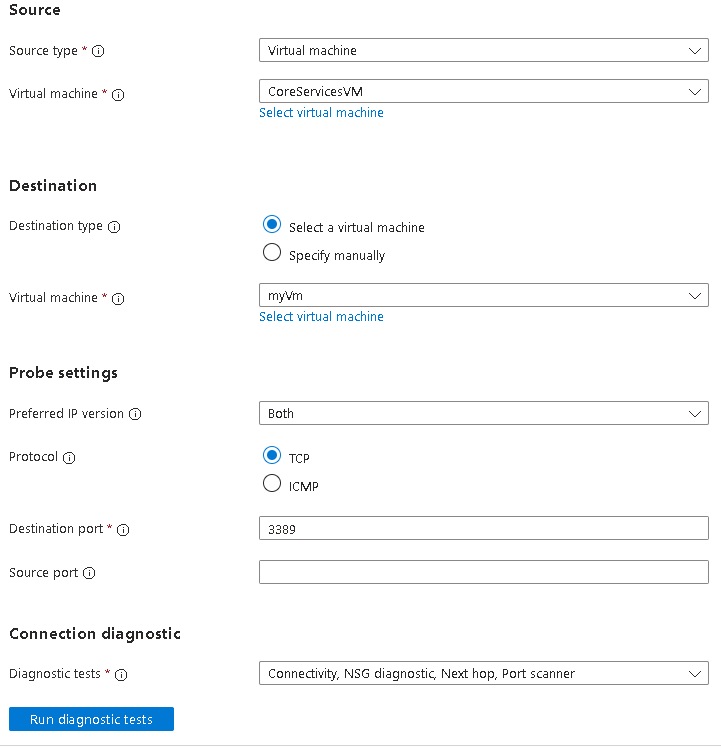 Source
Source type *
Virtual machine
Virtual machine *
CoreServicesVM
Select virtual machine
Destination
Destination type
Select a virtual machine
Specify manually
Virtual machine *
myVm
Select virtual machine
Probe settings
Preferred IP version
Both
Protocol
TCP
ICMP
Destination port *
3389
Source port
Connection diagnostic
Diagnostic tests *
Connectivity, NSG diagnostic, Next hop, Port scanner
Run diagnostic tests